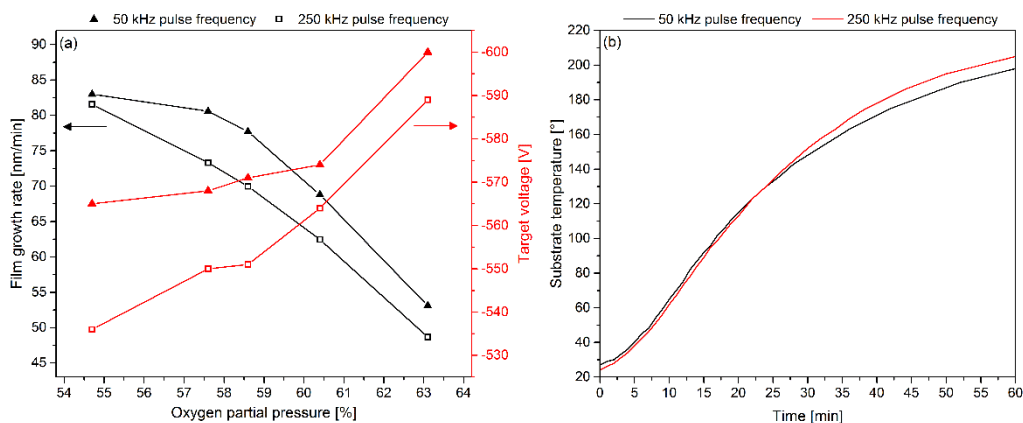 50 kHz pulse frequency 250 kHz pulse frequency
(a)
Film growth rate [nm/min]
90
85
80
75
70
65
60
55
50
45
-600
-590
-580
-570
-560
-550
-540
-530
Target voltage [V]
54 55 56 57 58 59 60 61 62 63 64
Oxygen partial pressure [%]
50 kHz pulse frequency 250 kHz pulse frequency
(b)
Substrate temperature [°]
220
200
180
160
140
120
100
80
60
40
20
0 5 10 15 20 25 30 35 40 45 50 55 60
Time [min]